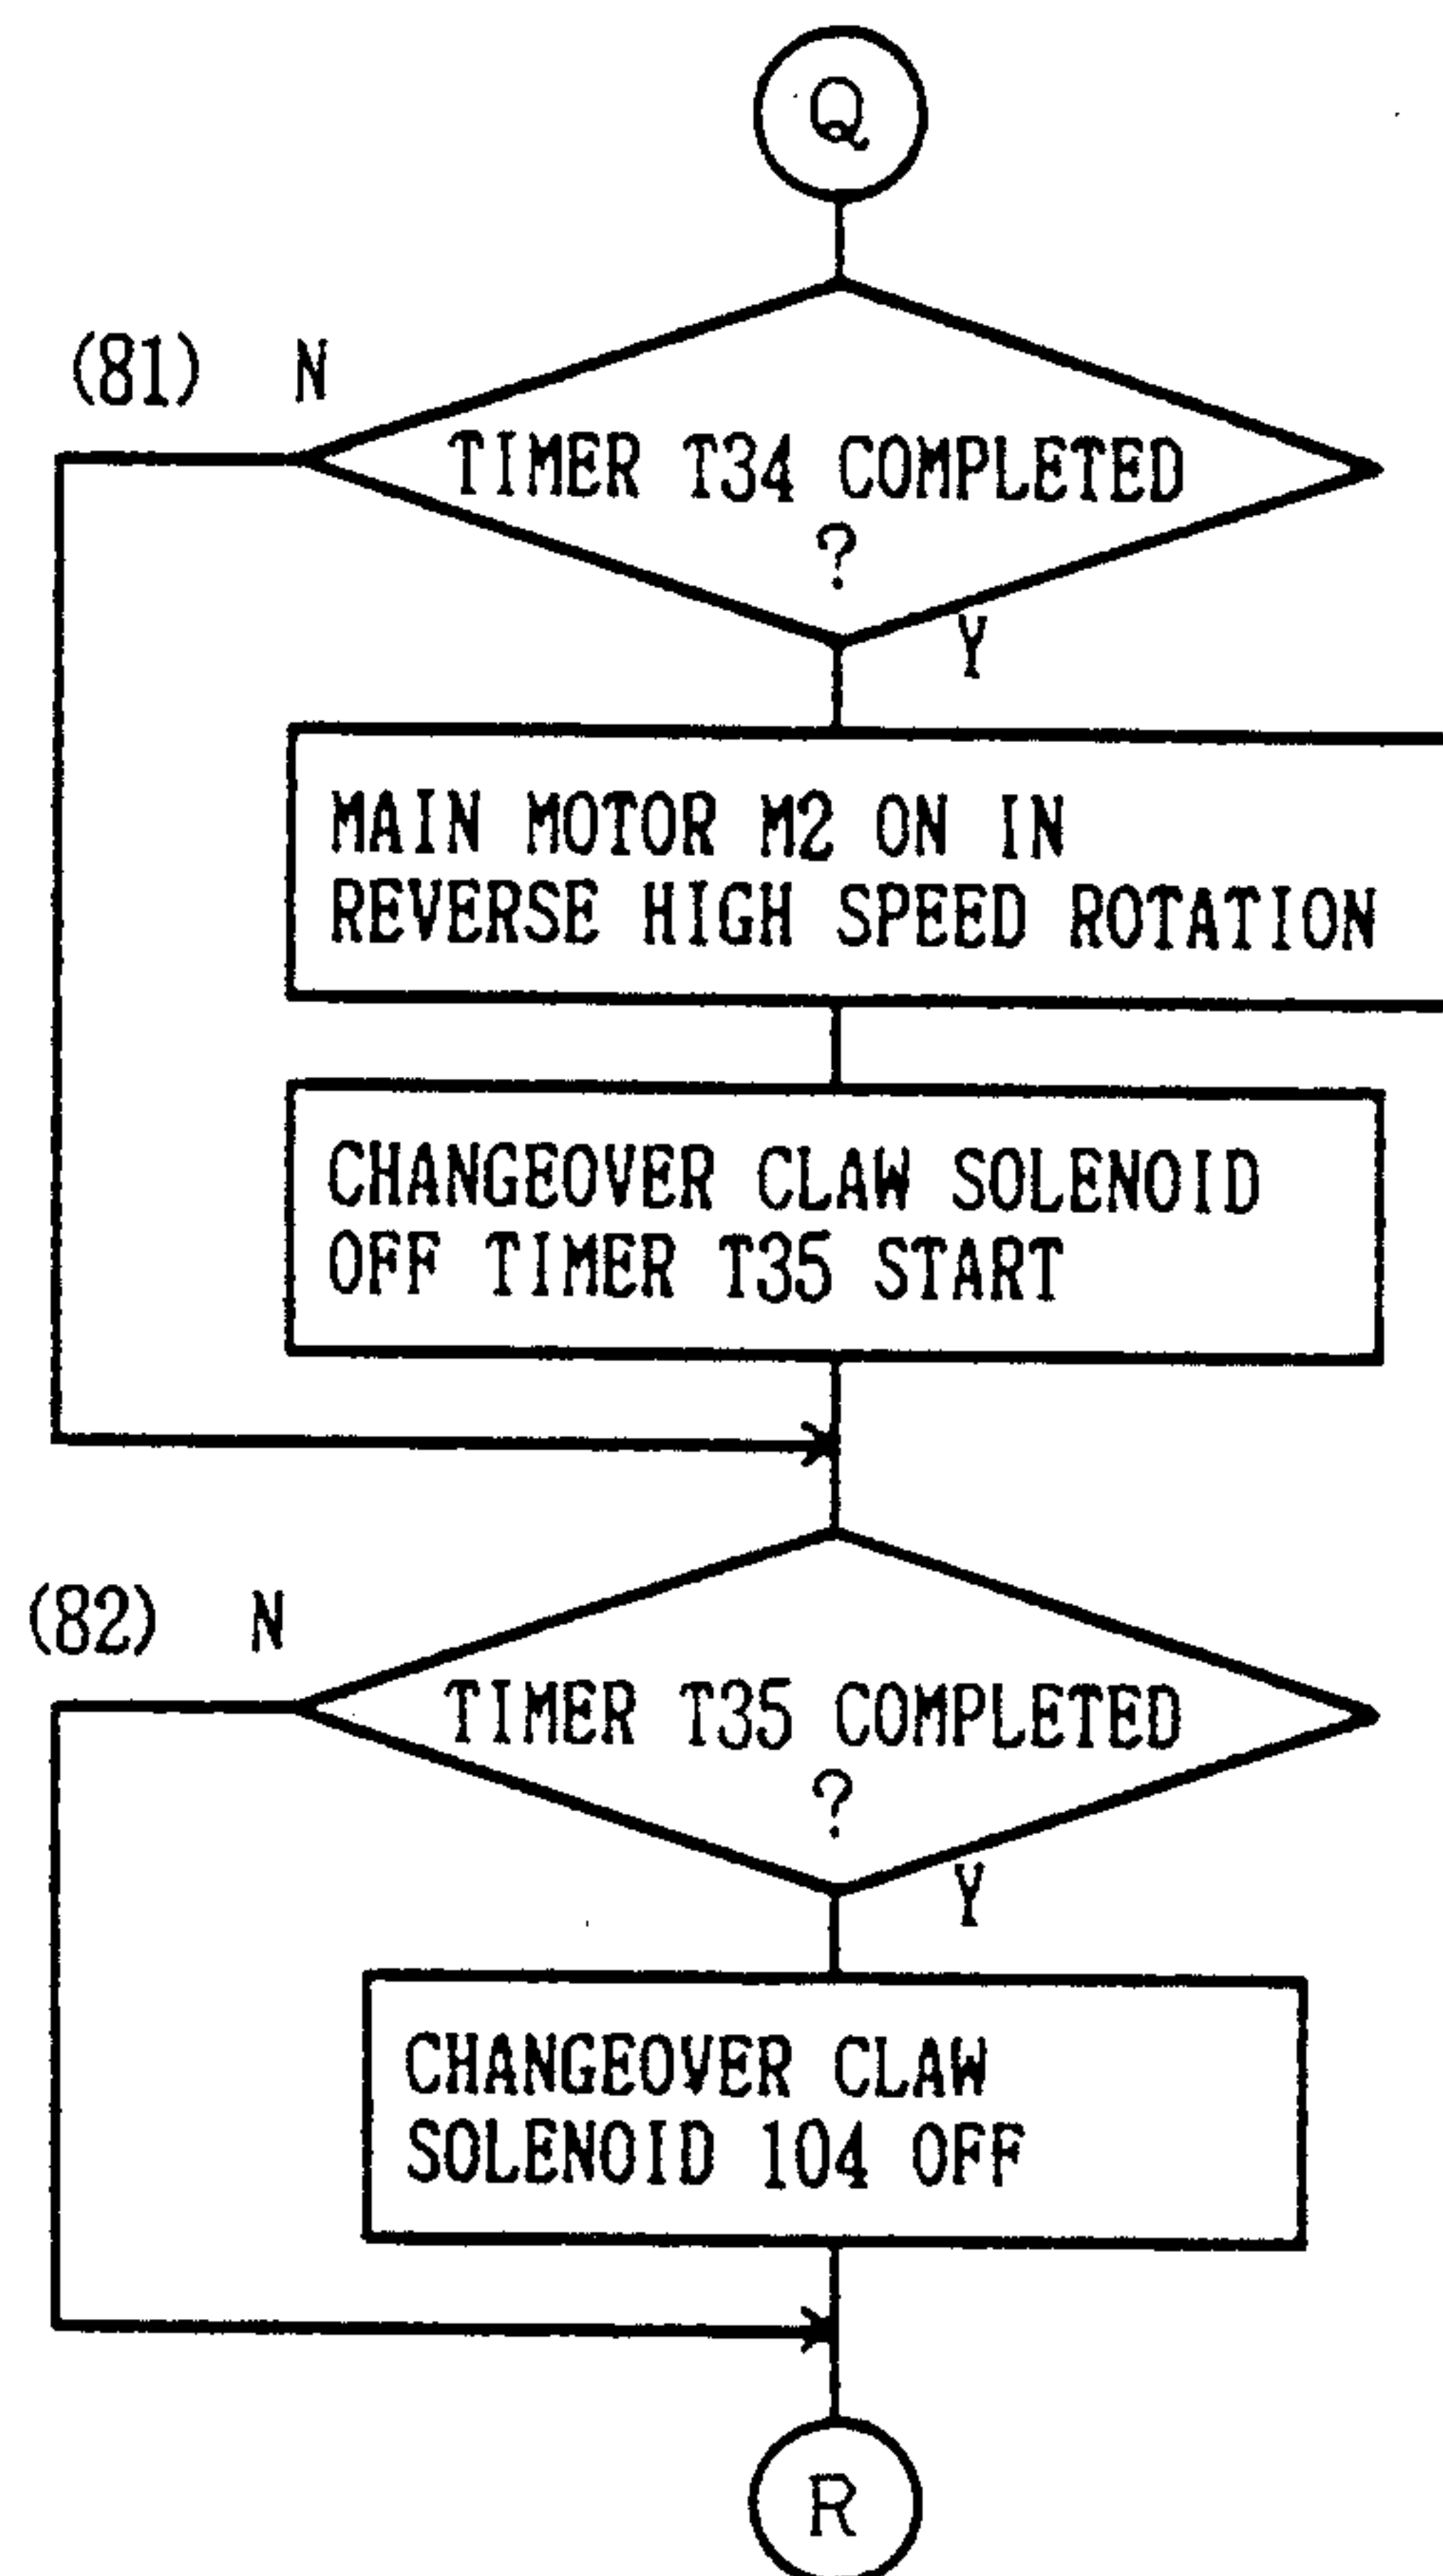 Q
(81) N
TIMER T34 COMPLETED
?
Y
MAIN MOTOR M2 ON IN
REVERSE HIGH SPEED ROTATION
CHANGEOVER CLAW SOLENOID
OFF TIMER T35 START
(82) N
TIMER T35 COMPLETED
?
Y
CHANGEOVER CLAW
SOLENOID 104 OFF
R